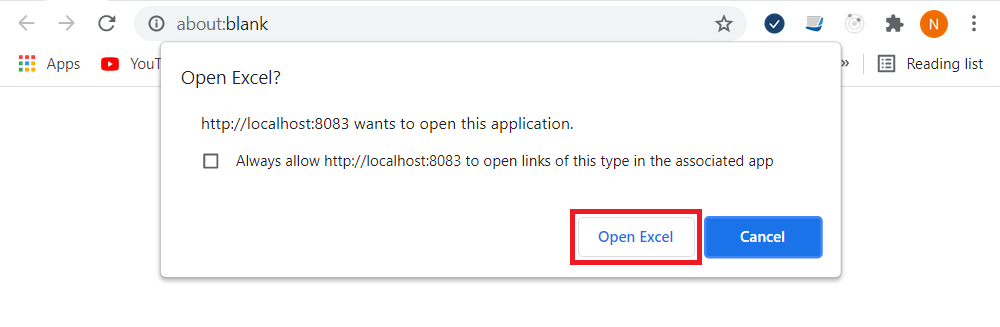 about:blank
N
Apps
YouT
»
Reading list
Open Excel?
http://localhost:8083 wants to open this application.
Always allow http://localhost:8083 to open links of this type in the associated app
Open Excel
Cancel